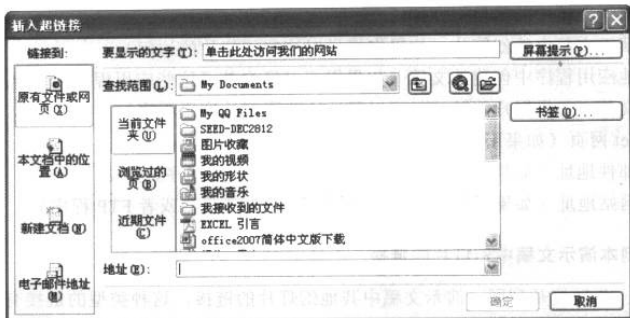 插入超链接
链接到:
要显示的文字(T): 单击此处访问我们的网站
屏幕提示(P)...
原有文件或网页(X)
查找范围(L): My Documents
书签(O)...
当前文件夹(U)
My QQ Files
SEED-DEC2812
图片收藏
我的视频
本文档中的位置(A)
浏览过的页(B)
我的形状
我的音乐
我接收到的文件
新建文档(N)
近期文件(C)
EXCEL 引言
office2007简体中文版下载
电子邮件地址(M)
地址(E):
确定
取消